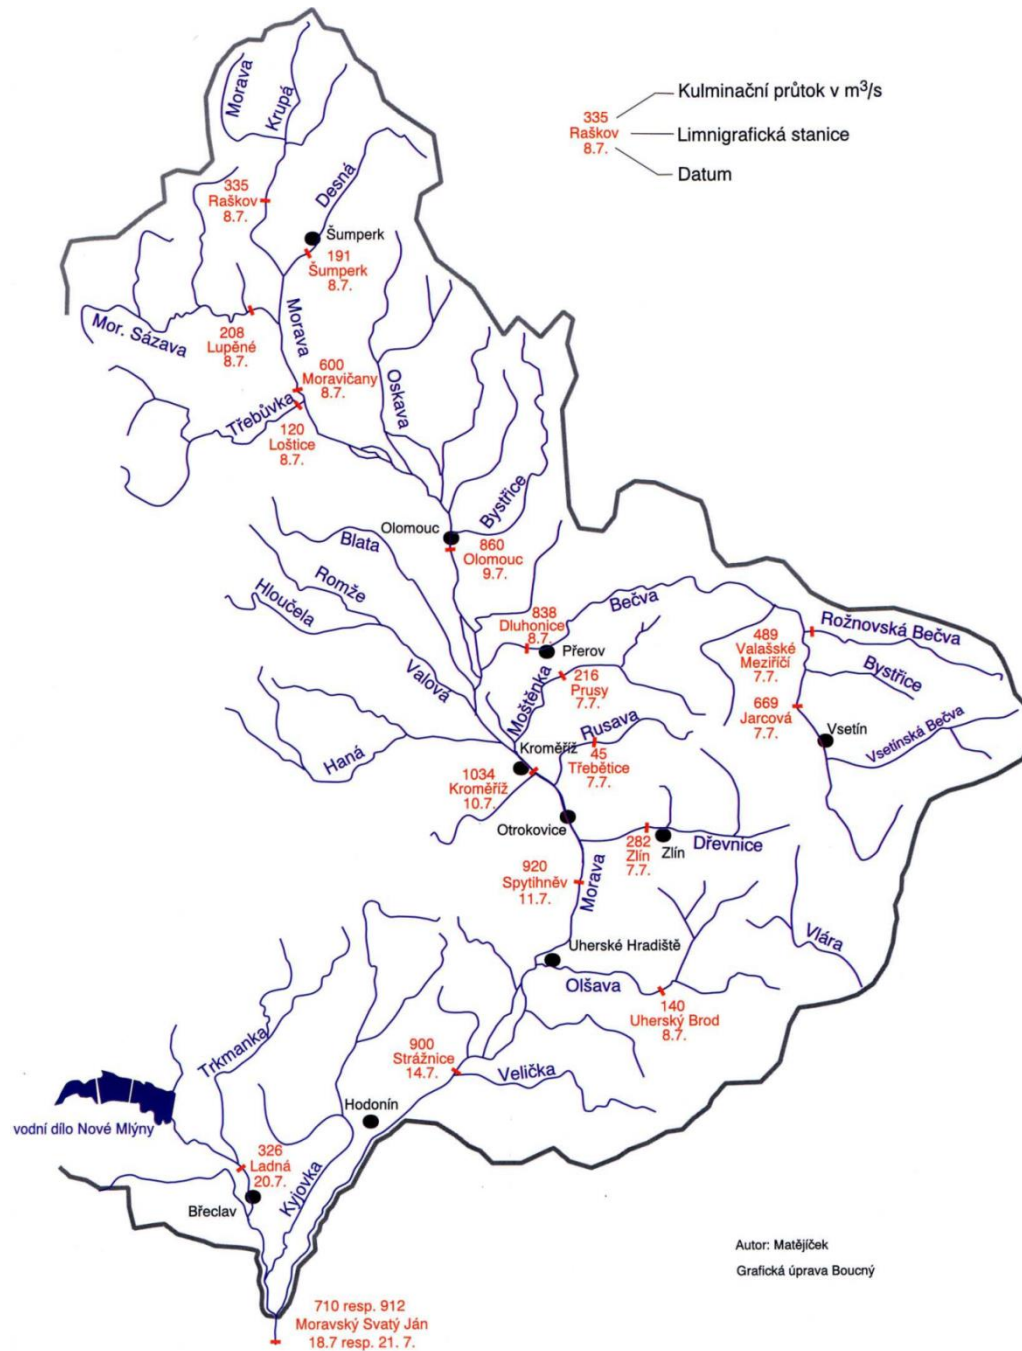 Kulminační průtok v m³/s
335
Raškov
8.7.
Limnigrafická stanice
Datum
Morava
Krupá
Desná
335
Raškov
8.7.
Šumperk
191
Šumperk
8.7.
Mor. Sázava
208
Lupěné
8.7.
Morava
600
Moravičany
8.7.
Oskava
Třebůvka
120
Loštice
8.7.
Bystřice
Olomouc
860
Olomouc
9.7.
Blata
Romže
Hloučela
Valová
Haná
838
Dluhonice
8.7.
Bečva
Přerov
Moštěnka
216
Prusy
7.7.
Rožnovská Bečva
489
Valašské
Meziříčí
7.7.
Bystřice
669
Jarcová
7.7.
Vsetín
Vsetínská Bečva
Rusava
Kroměříž
45
Třebětice
7.7.
1034
Kroměříž
10.7.
Otrokovice
282
Zlín
7.7.
Zlín
Dřevnice
920
Spytihněv
11.7.
Morava
Vlára
Uherské Hradiště
Olšava
140
Uherský Brod
8.7.
Trkmanka
900
Strážnice
14.7.
Velička
Hodonín
vodní dílo Nové Mlýny
326
Ladná
20.7.
Kyjovka
Břeclav
Autor: Matějíček
Grafická úprava Boucný
710 resp. 912
Moravský Svatý Ján
18.7 resp. 21. 7.